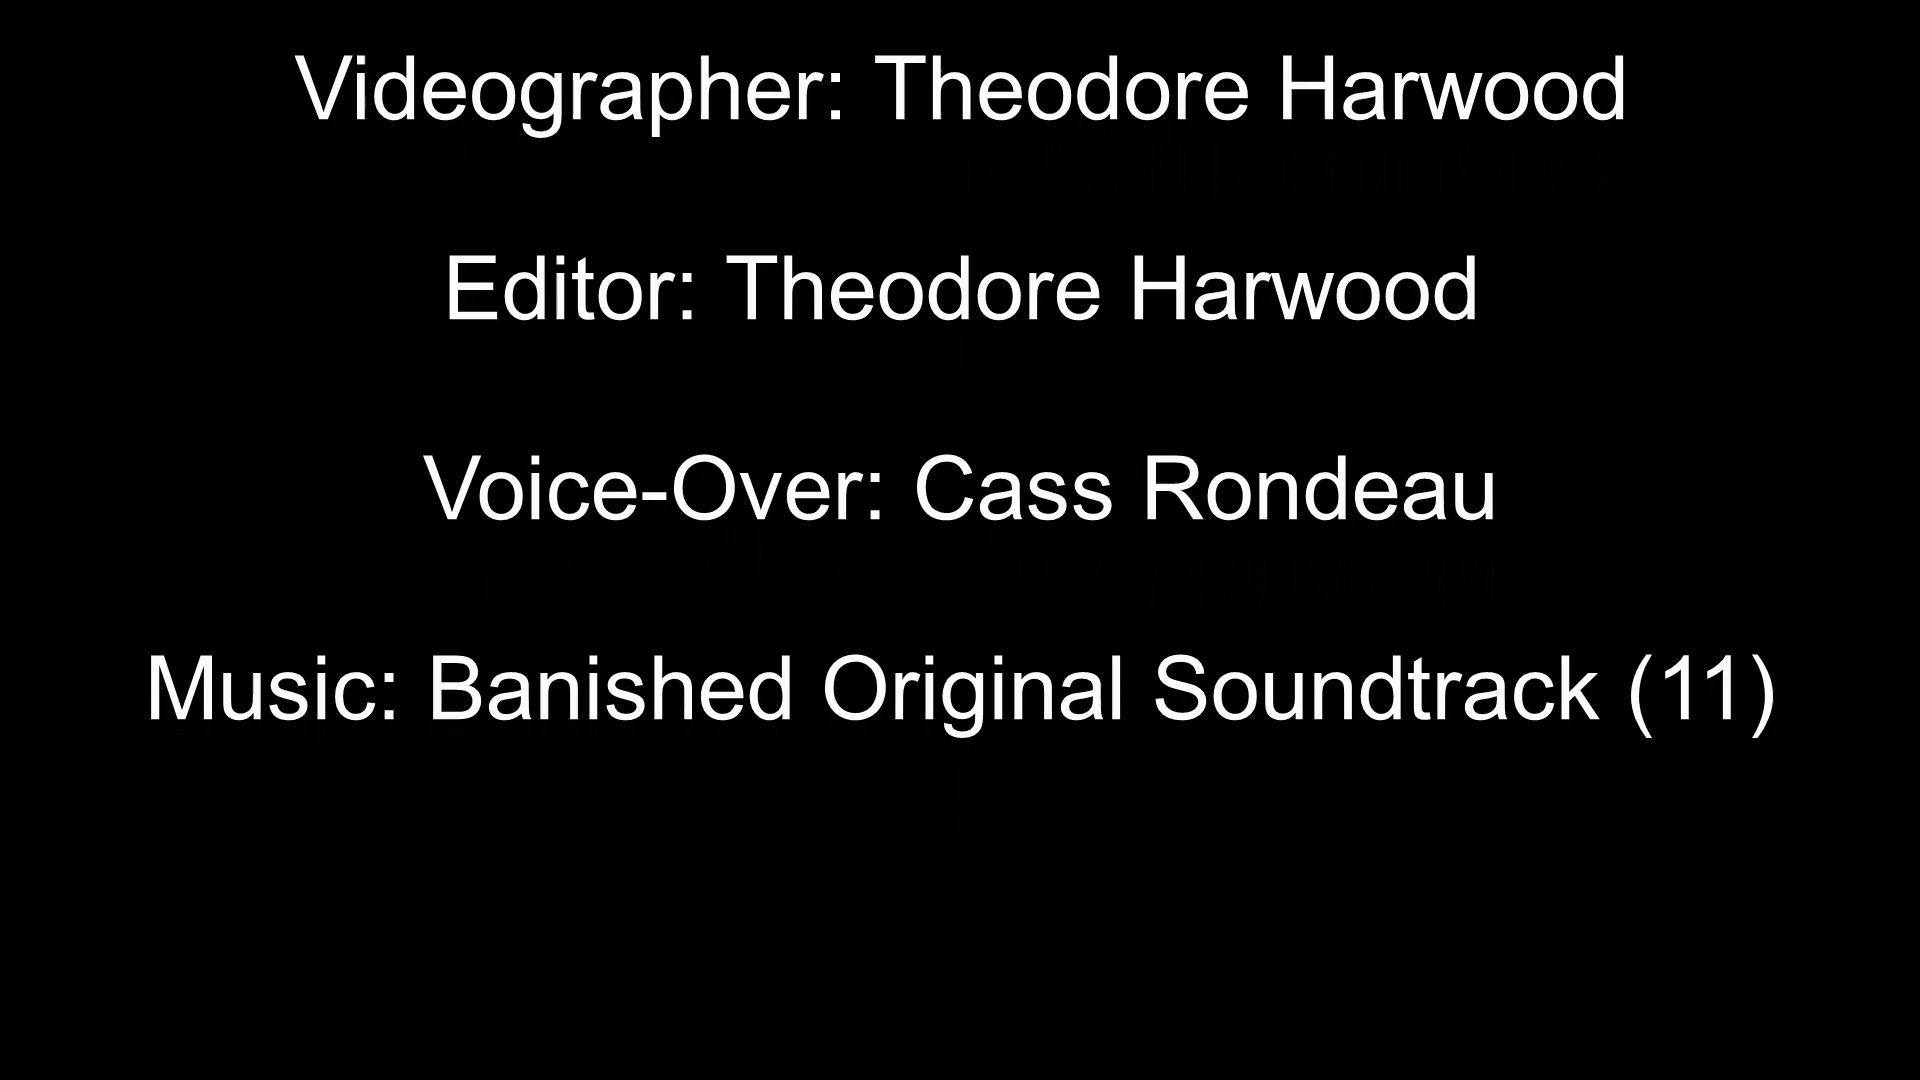 Videographer: Theodore Harwood
Editor: Theodore Harwood
Voice-Over: Cass Rondeau
Music: Banished Original Soundtrack (11)